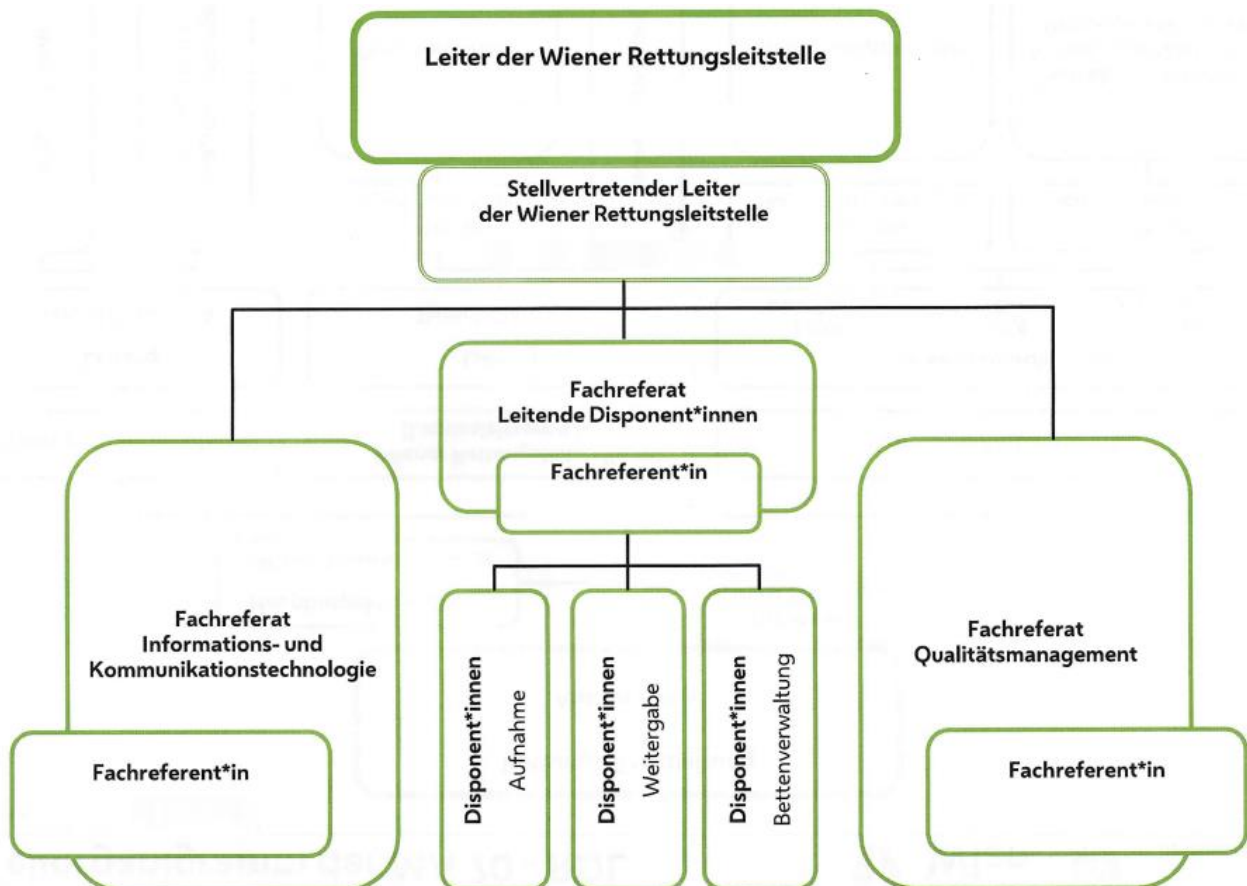 Leiter der Wiener Rettungsleitstelle
Stellvertretender Leiter
der Wiener Rettungsleitstelle
Fachreferat
Leitende Disponent*innen
Fachreferent*in
Fachreferat
Informations- und
Kommunikationstechnologie
Fachreferent*in
Disponent*innen
Aufnahme
Disponent*innen
Weitergabe
Disponent*innen
Bettenverwaltung
Fachreferat
Qualitätsmanagement
Fachreferent*in